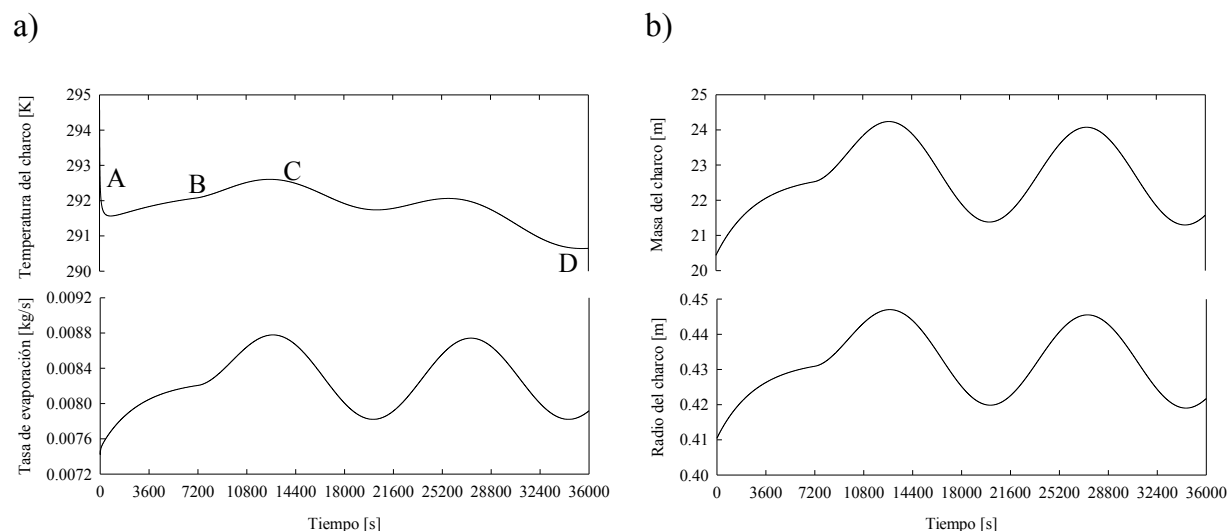 a)
Temperatura del charco [K]
295
294
293
292
291
290
A
B
C
D
Tasa de evaporación [kg/s]
0.0092
0.0088
0.0084
0.0080
0.0076
0.0072
0 3600 7200 10800 14400 18000 21600 25200 28800 32400 36000
Tiempo [s]
b)
Masa del charco [m]
25
24
23
22
21
20
Radio del charco [m]
0.45
0.44
0.43
0.42
0.41
0.40
0 3600 7200 10800 14400 18000 21600 25200 28800 32400 36000
Tiempo [s]